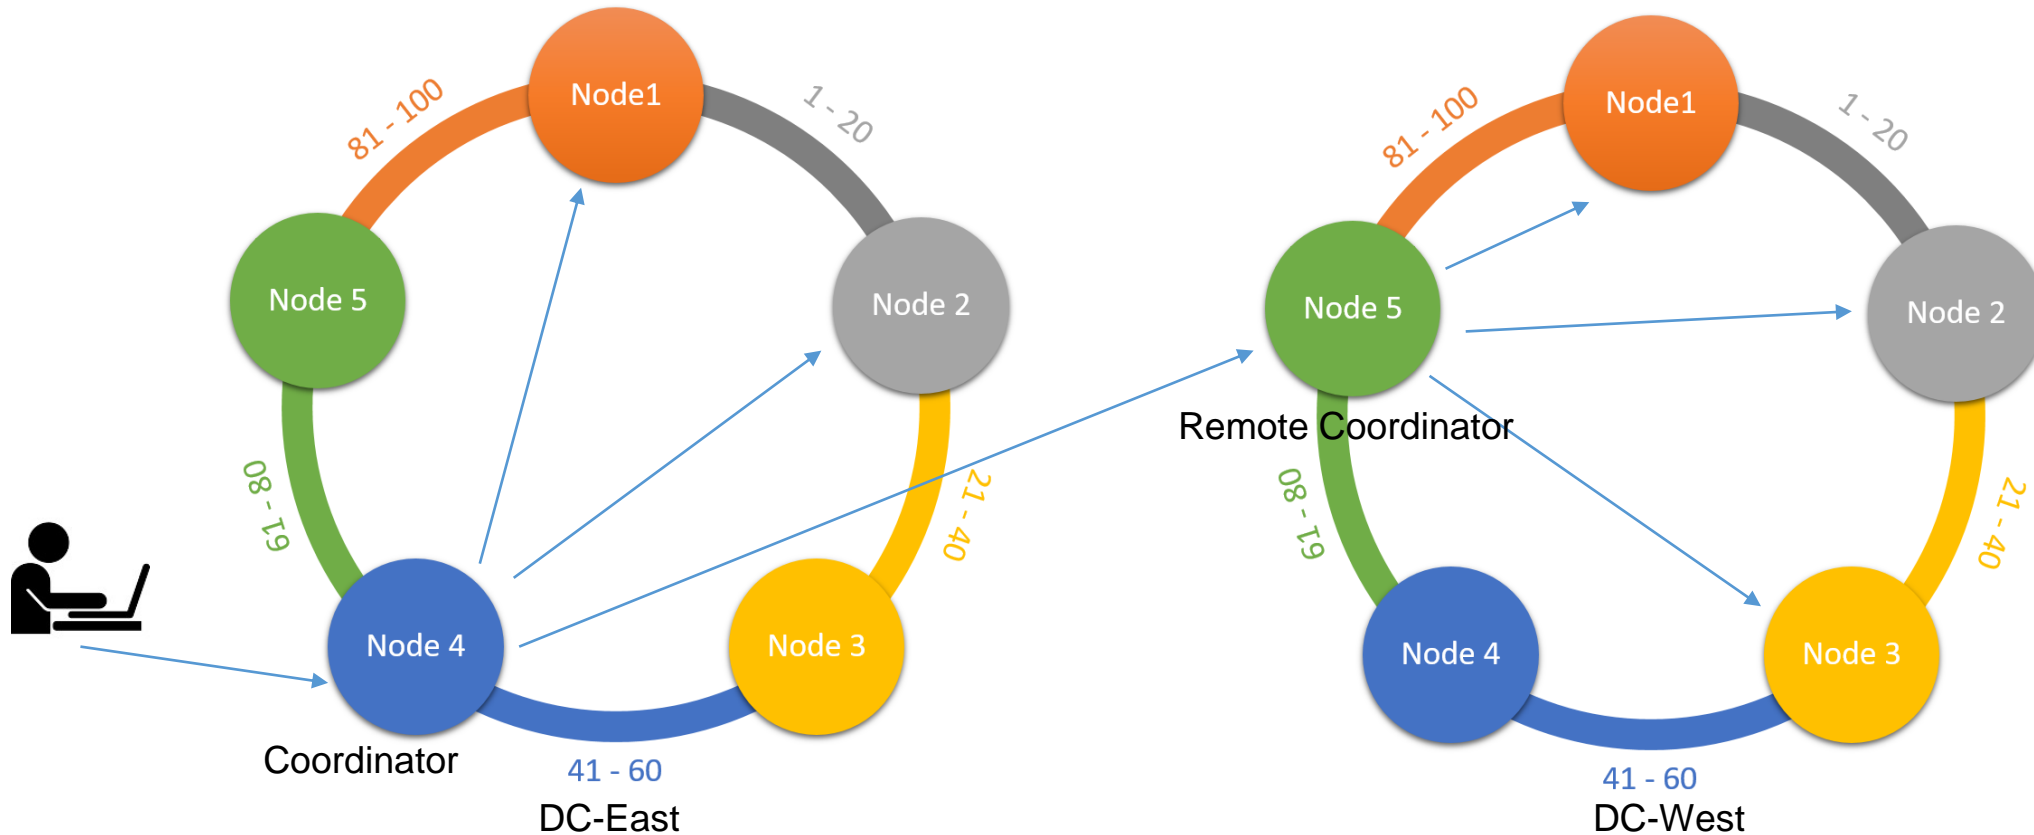 Node1
1 - 20
81 - 100
Node 5
Node 2
61 - 80
21 - 40
Node 4
Node 3
Coordinator
41 - 60
DC-East
Node1
1 - 20
81 - 100
Node 5
Node 2
Remote Coordinator
61 - 80
21 - 40
Node 4
Node 3
41 - 60
DC-West